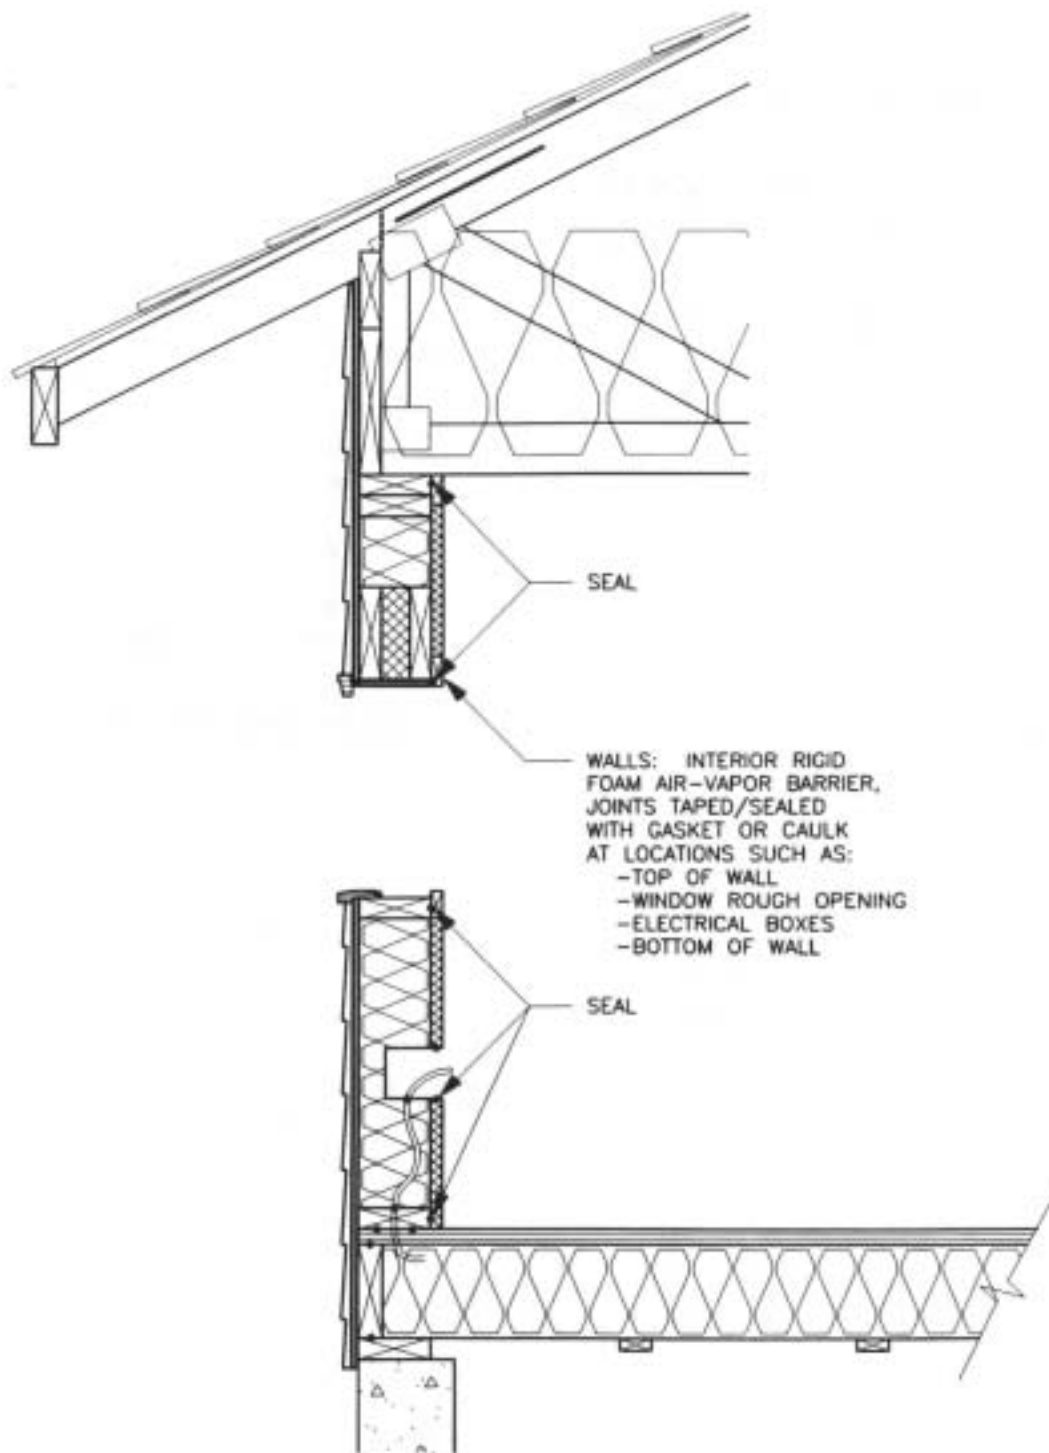 SEAL
WALLS: INTERIOR RIGID
FOAM AIR-VAPOR BARRIER,
JOINTS TAPED/SEALED
WITH GASKET OR CAULK
AT LOCATIONS SUCH AS:
-TOP OF WALL
-WINDOW ROUGH OPENING
-ELECTRICAL BOXES
-BOTTOM OF WALL
SEAL